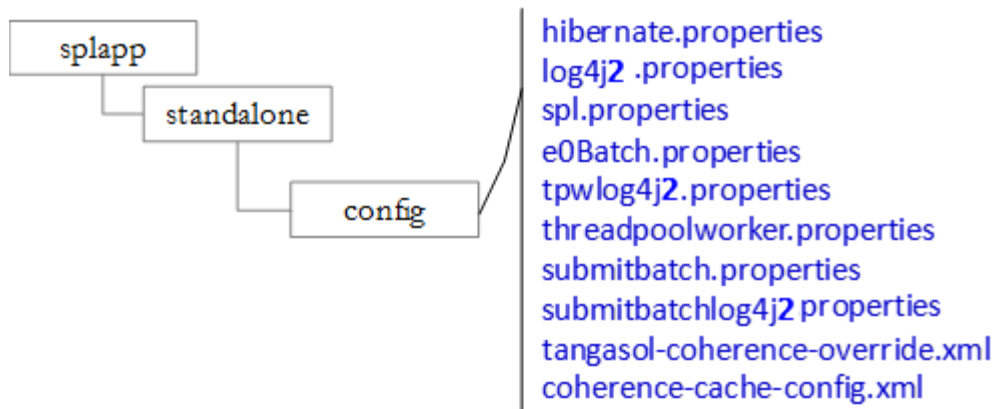 splapp
standalone
config
hibernate.properties
log4j2 .properties
spl.properties
e0Batch.properties
tpwlog4j2.properties
threadpoolworker.properties
submitbatch.properties
submitbatchlog4j2 properties
tangasol-coherence-override.xml
coherence-cache-config.xml